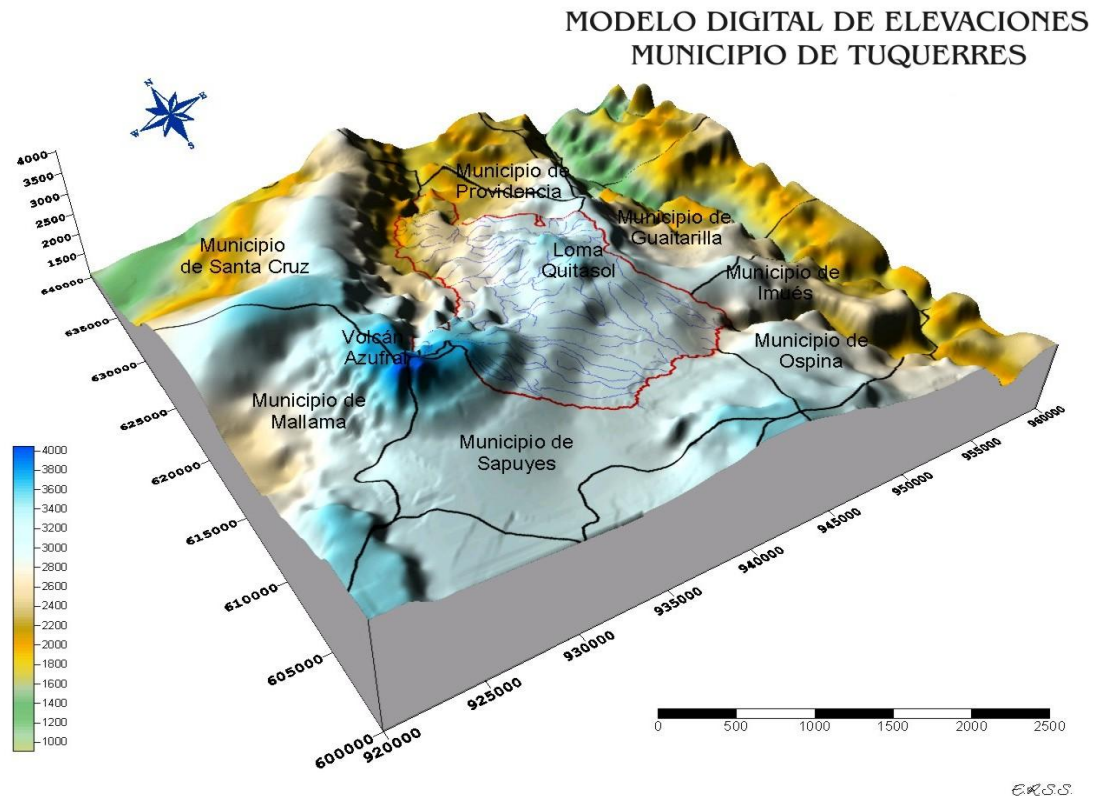 MODELO DIGITAL DE ELEVACIONES
MUNICIPIO DE TUQUERRES
N
E
W
S
4000
3500
3000
2500
2000
1500
Municipio de
Providencia
Municipio de
Gualtarilla
Municipio
de Santa Cruz
Loma
Quitasol
Municipio de
Imués
Volcán
Azufral
Municipio de
Ospina
Municipio de
Mallama
Municipio de
Sapuyes
640000
635000
630000
625000
620000
615000
610000
605000
600000
920000
925000
930000
935000
940000
945000
950000
955000
960000
4000
3800
3600
3400
3200
3000
2800
2600
2400
2200
2000
1800
1600
1400
1200
1000
0 500 1000 1500 2000 2500
E.R.S.S.